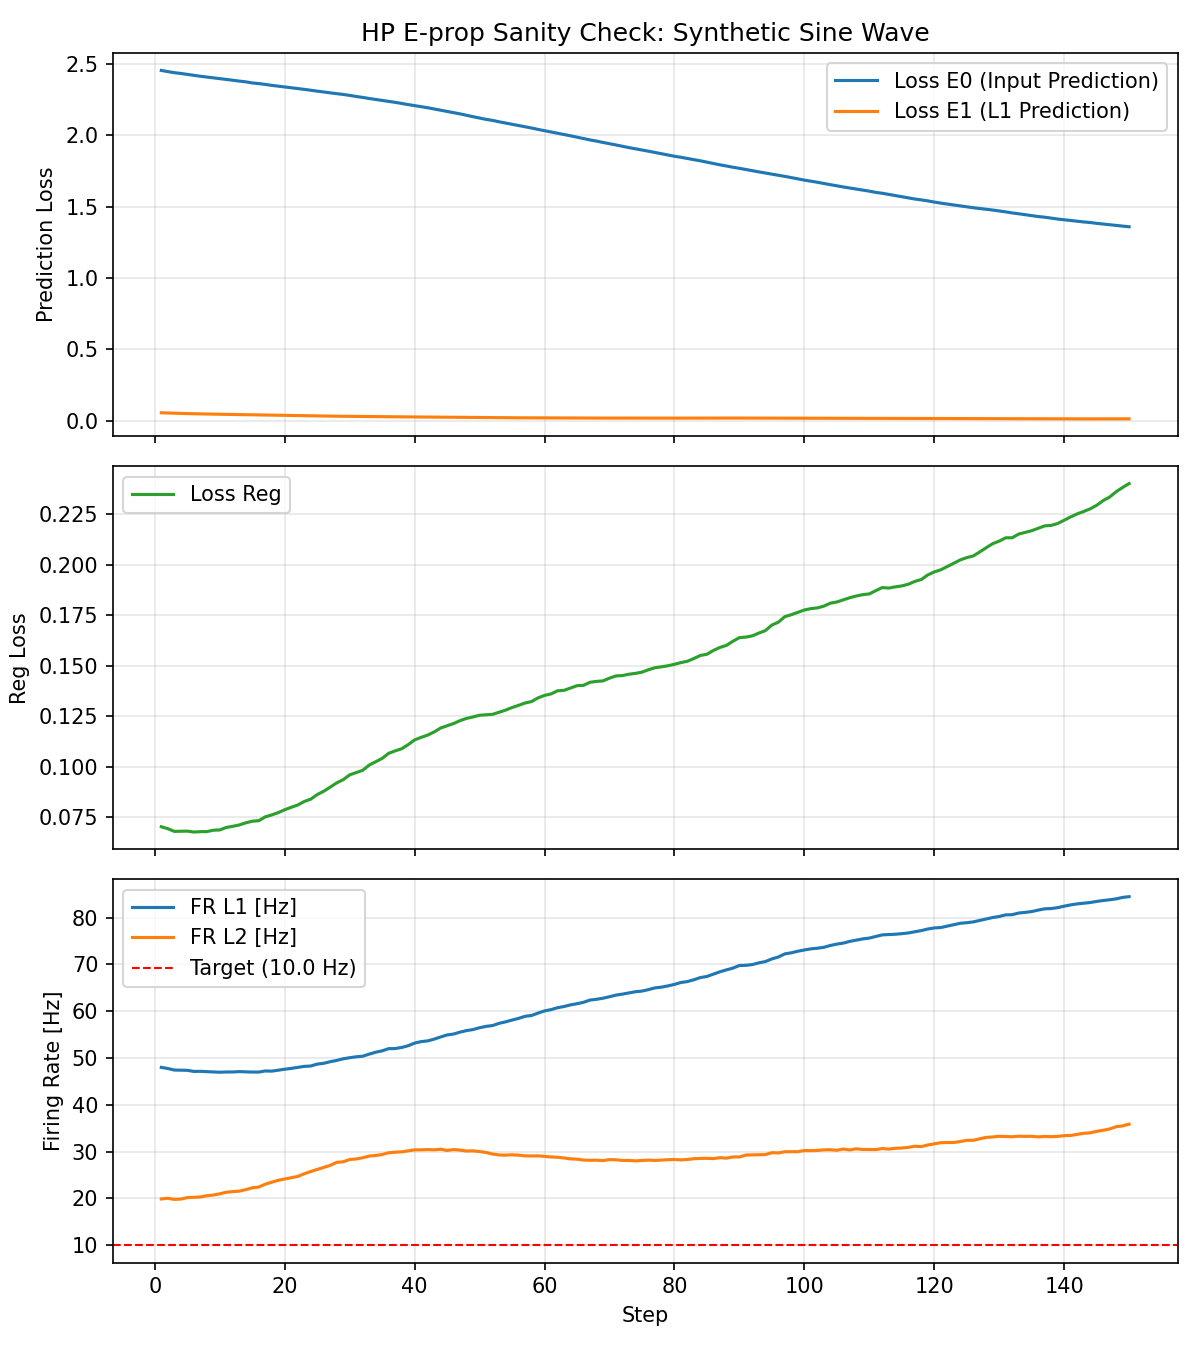 HP E-prop Sanity Check: Synthetic Sine Wave
Loss E0 (Input Prediction)
Loss E1 (L1 Prediction)
Prediction Loss
2.5
2.0
1.5
1.0
0.5
0.0
Loss Reg
Reg Loss
0.225
0.200
0.175
0.150
0.125
0.100
0.075
FR L1 [Hz]
FR L2 [Hz]
Target (10.0 Hz)
Firing Rate [Hz]
80
70
60
50
40
30
20
10
0 20 40 60 80 100 120 140
Step